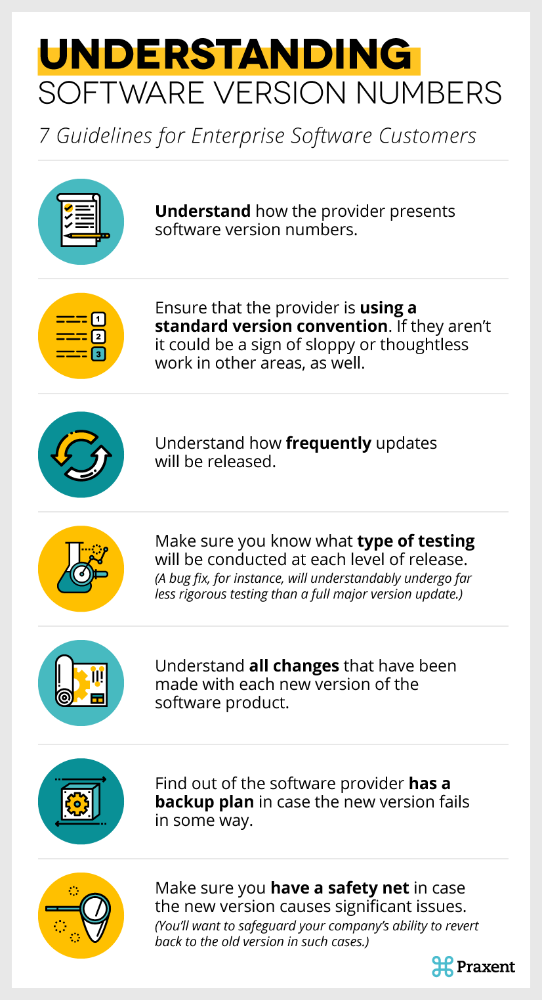 UNDERSTANDING
SOFTWARE VERSION NUMBERS
7 Guidelines for Enterprise Software Customers
Understand how the provider presents
software version numbers.
1
2
3
Ensure that the provider is using a
standard version convention. If they aren't
it could be a sign of sloppy or thoughtless
work in other areas, as well.
Understand how frequently updates
will be released.
Make sure you know what type of testing
will be conducted at each level of release.
(A bug fix, for instance, will understandably undergo far
less rigorous testing than a full major version update.)
Understand all changes that have been
made with each new version of the
software product.
Find out of the software provider has a
backup plan in case the new version fails
in some way.
Make sure you have a safety net in case
the new version causes significant issues.
(You'll want to safeguard your company's ability to revert
back to the old version in such cases.)
Praxent